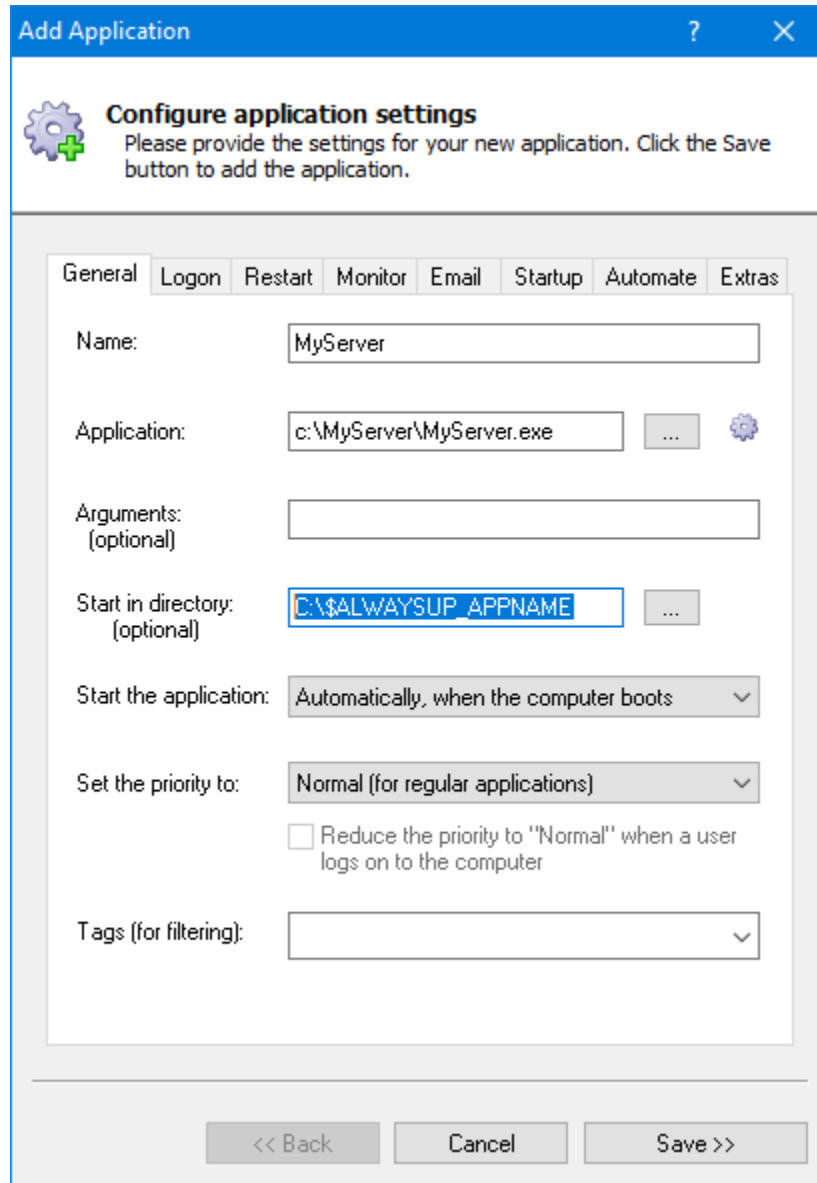 Add Application ?
Configure application settings
Please provide the settings for your new application. Click the Save
button to add the application.
General Logon Restart Monitor Email Startup Automate Extras
Name: MyServer
Application: c:\MyServer\MyServer.exe ...
Arguments:
(optional)
Start in directory: C:\$ALWAYSUP_APPNAME ...
(optional)
Start the application: Automatically, when the computer boots
Set the priority to: Normal (for regular applications)
Reduce the priority to "Normal" when a user
logs on to the computer
Tags (for filtering):
<< Back Cancel Save >>